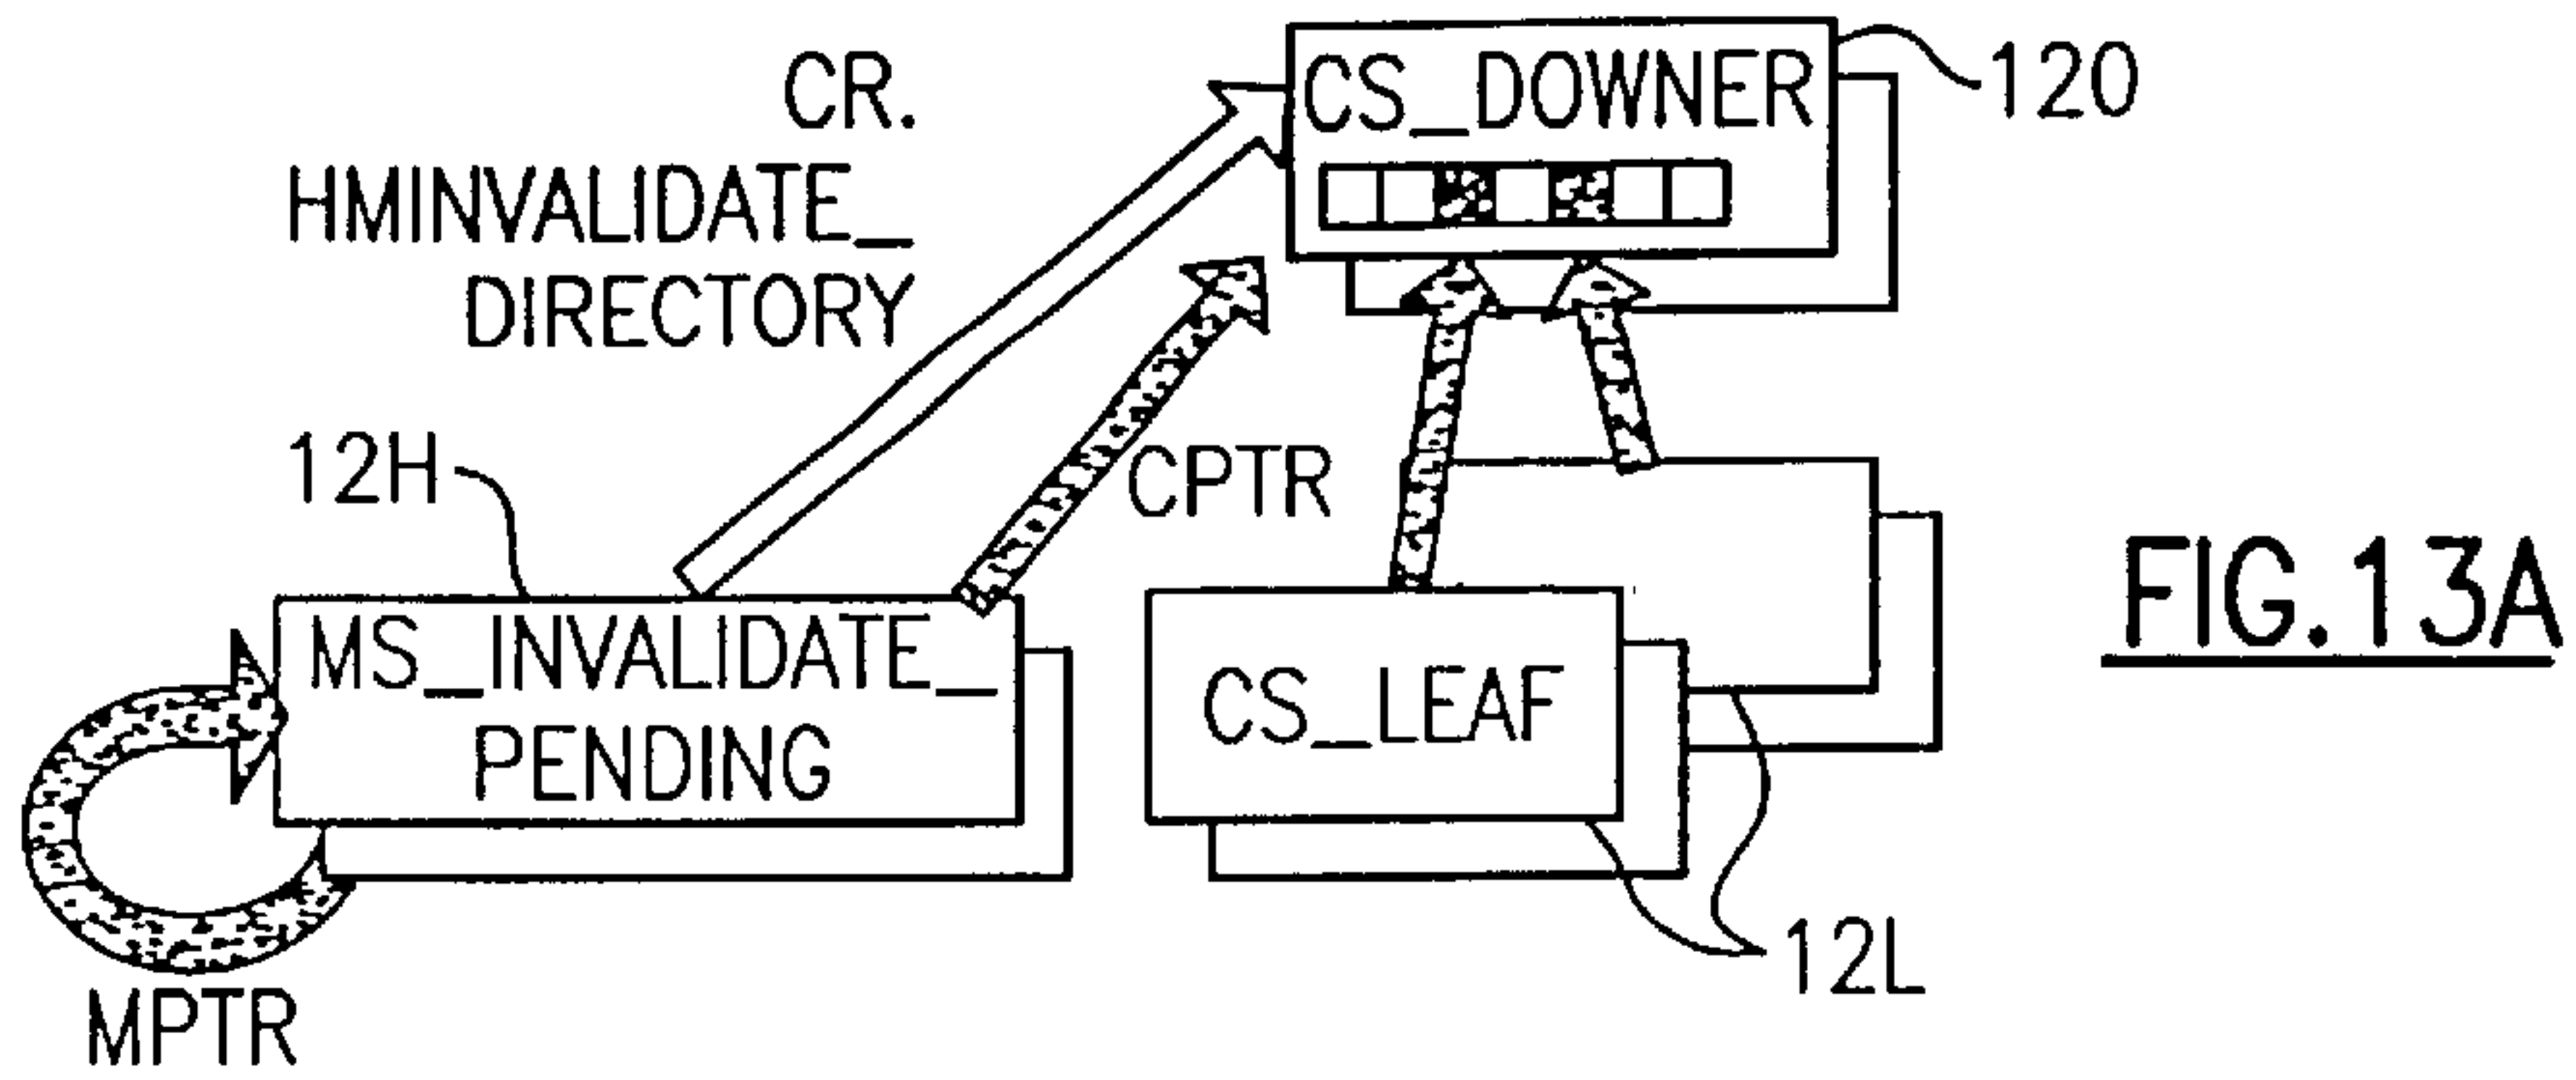 CR.
HMINVALIDATE_
DIRECTORY
CS_DOWNER
120
12H
CPTR
MS_INVALIDATE_
PENDING
CS_LEAF
12L
MPTR
FIG.13A